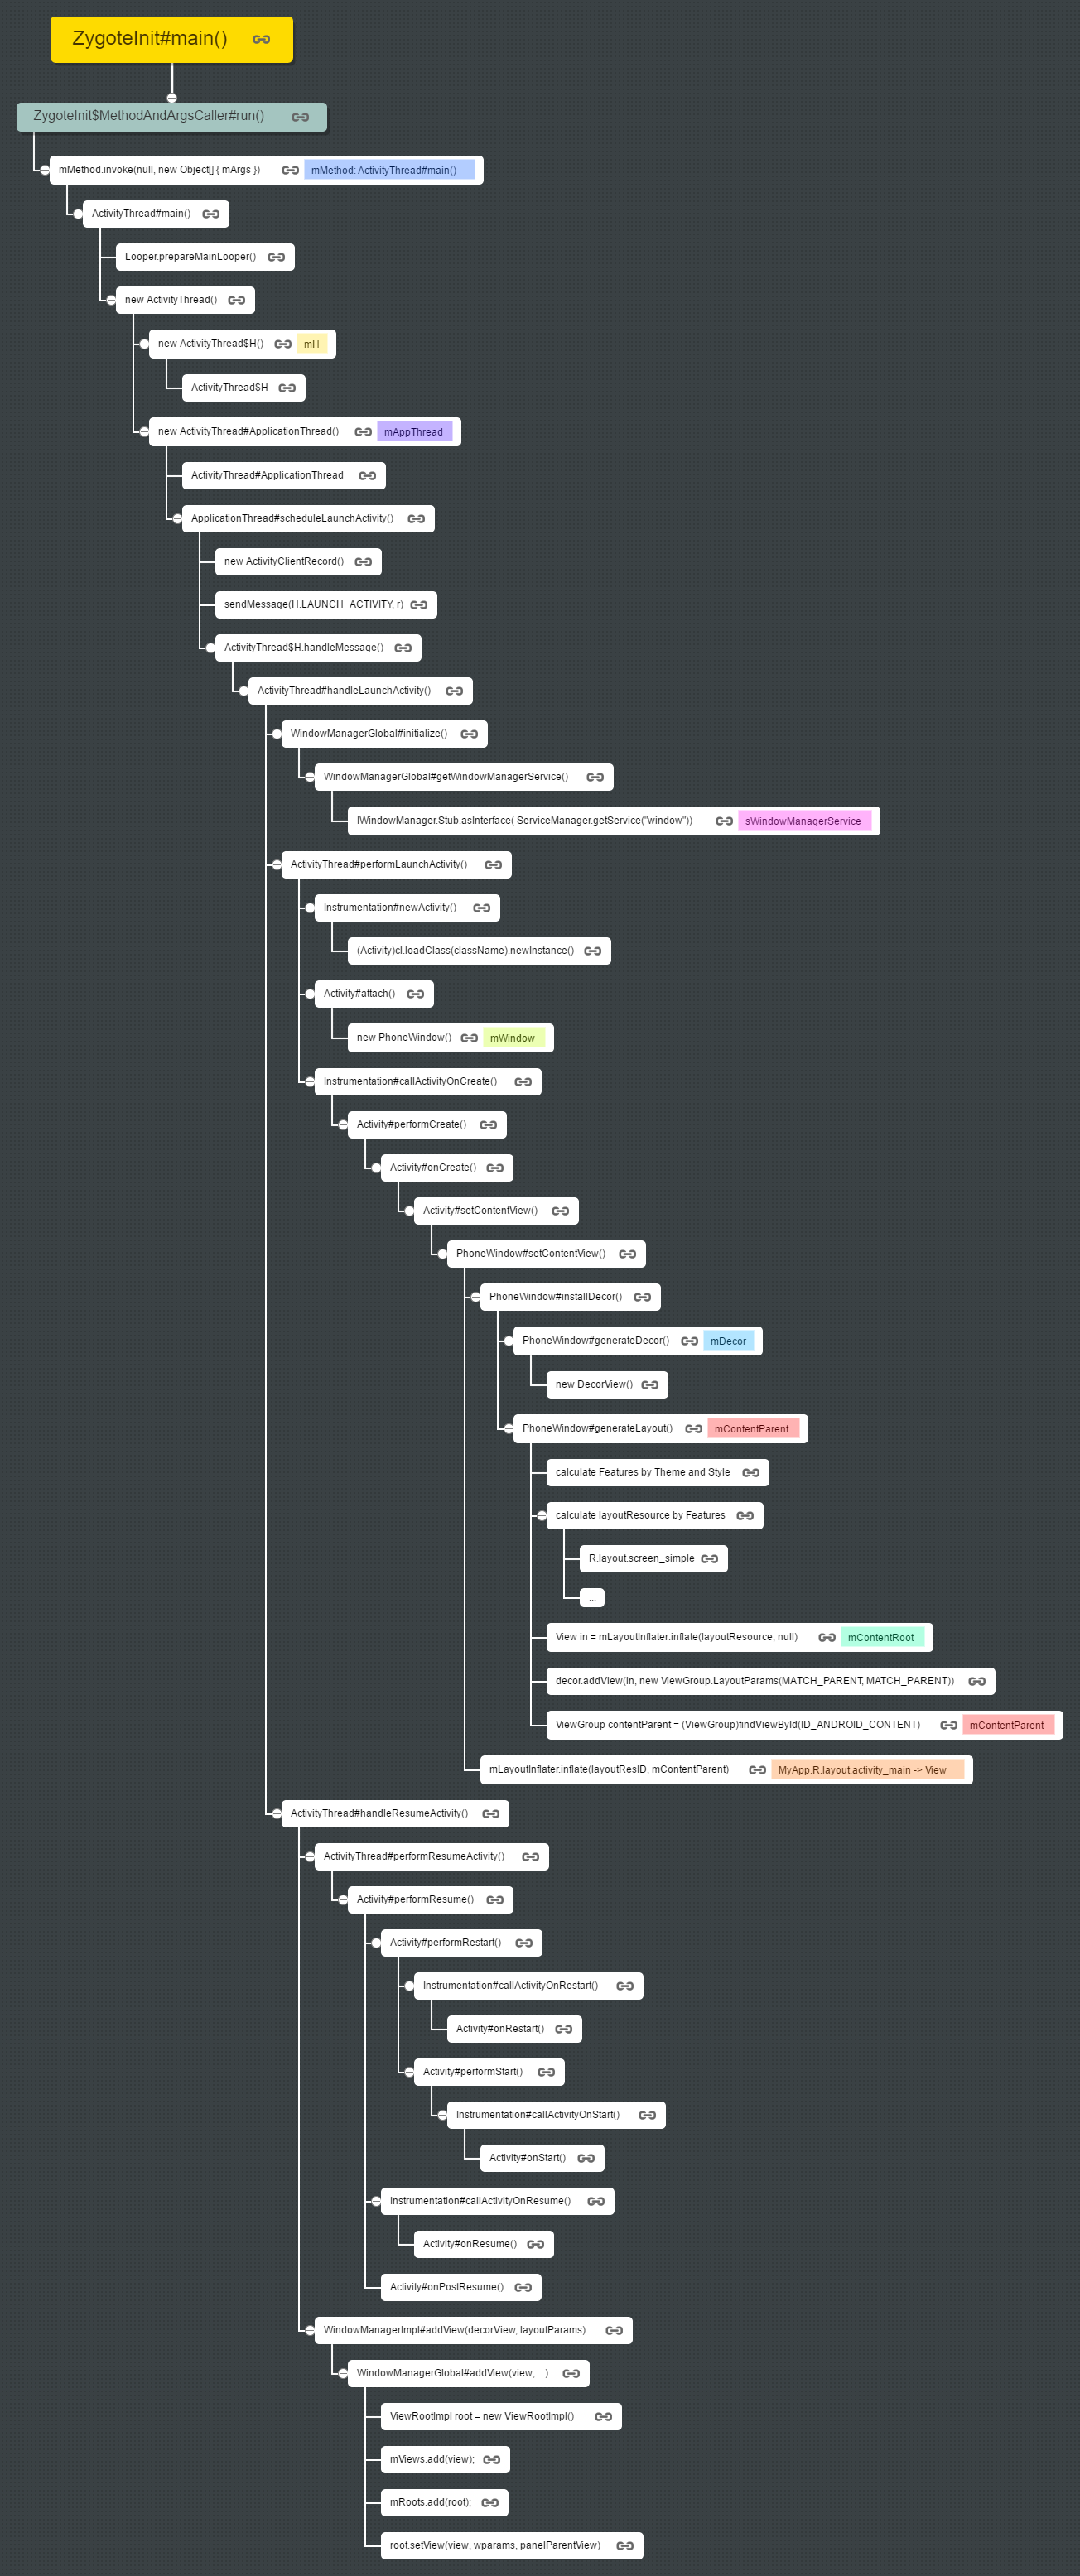 ZygoteInit#main()
ZygoteInit$MethodAndArgsCaller#run()
mMethod.invoke(null, new Object[] { mArgs }) mMethod: ActivityThread#main()
ActivityThread#main()
Looper.prepareMainLooper()
new ActivityThread()
new ActivityThread$H() mH
ActivityThread$H
new ActivityThread#ApplicationThread() mAppThread
ActivityThread#ApplicationThread
ApplicationThread#scheduleLaunchActivity()
new ActivityClientRecord()
sendMessage(H.LAUNCH_ACTIVITY, r)
ActivityThread$H.handleMessage()
ActivityThread#handleLaunchActivity()
WindowManagerGlobal#initialize()
WindowManagerGlobal#getWindowManagerService()
IWindowManager.Stub.asInterface( ServiceManager.getService("window")) sWindowManagerService
ActivityThread#performLaunchActivity()
Instrumentation#newActivity()
(Activity)cl.loadClass(className).newInstance()
Activity#attach()
new PhoneWindow() mWindow
Instrumentation#callActivityOnCreate()
Activity#performCreate()
Activity#onCreate()
Activity#setContentView()
PhoneWindow#setContentView()
PhoneWindow#installDecor()
PhoneWindow#generateDecor() mDecor
new DecorView()
PhoneWindow#generateLayout() mContentParent
calculate Features by Theme and Style
calculate layoutResource by Features
R.layout.screen_simple
...
View in = mLayoutInflater.inflate(layoutResource, null) mContentRoot
decor.addView(in, new ViewGroup.LayoutParams(MATCH_PARENT, MATCH_PARENT))
ViewGroup contentParent = (ViewGroup)findViewById(ID_ANDROID_CONTENT) mContentParent
mLayoutInflater.inflate(layoutResID, mContentParent) MyApp.R.layout.activity_main -> View
ActivityThread#handleResumeActivity()
ActivityThread#performResumeActivity()
Activity#performResume()
Activity#performRestart()
Instrumentation#callActivityOnRestart()
Activity#onRestart()
Activity#performStart()
Instrumentation#callActivityOnStart()
Activity#onStart()
Instrumentation#callActivityOnResume()
Activity#onResume()
Activity#onPostResume()
WindowManagerImpl#addView(decorView, layoutParams)
WindowManagerGlobal#addView(view, ...)
ViewRootImpl root = new ViewRootImpl()
mViews.add(view);
mRoots.add(root);
root.setView(view, wparams, panelParentView)